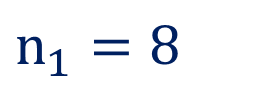 n₁ = 8